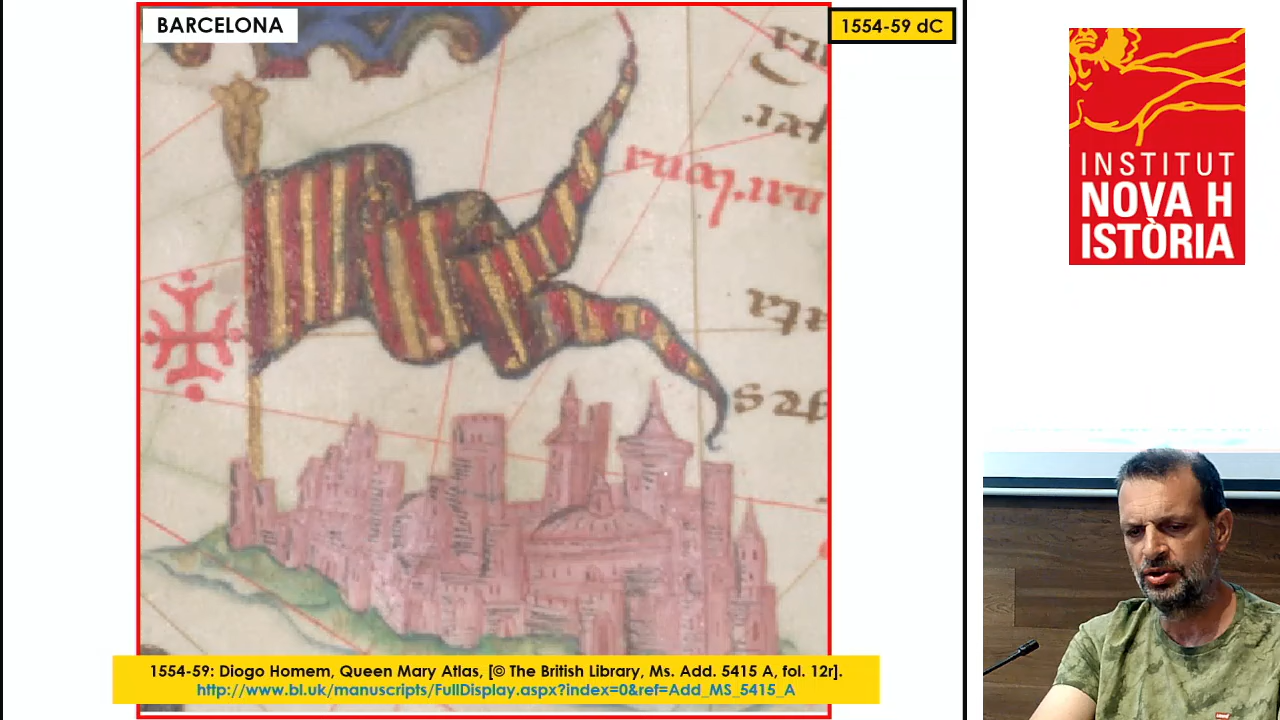 BARCELONA
1554-59 dC
INSTITUT
NOVA H
ISTÒRIA
1554-59: Diogo Homem, Queen Mary Atlas, [© The British Library, Ms. Add. 5415 A, fol. 12r].
http://www.bl.uk/manuscripts/FullDisplay.aspx?index=0&ref=Add_MS_5415_A